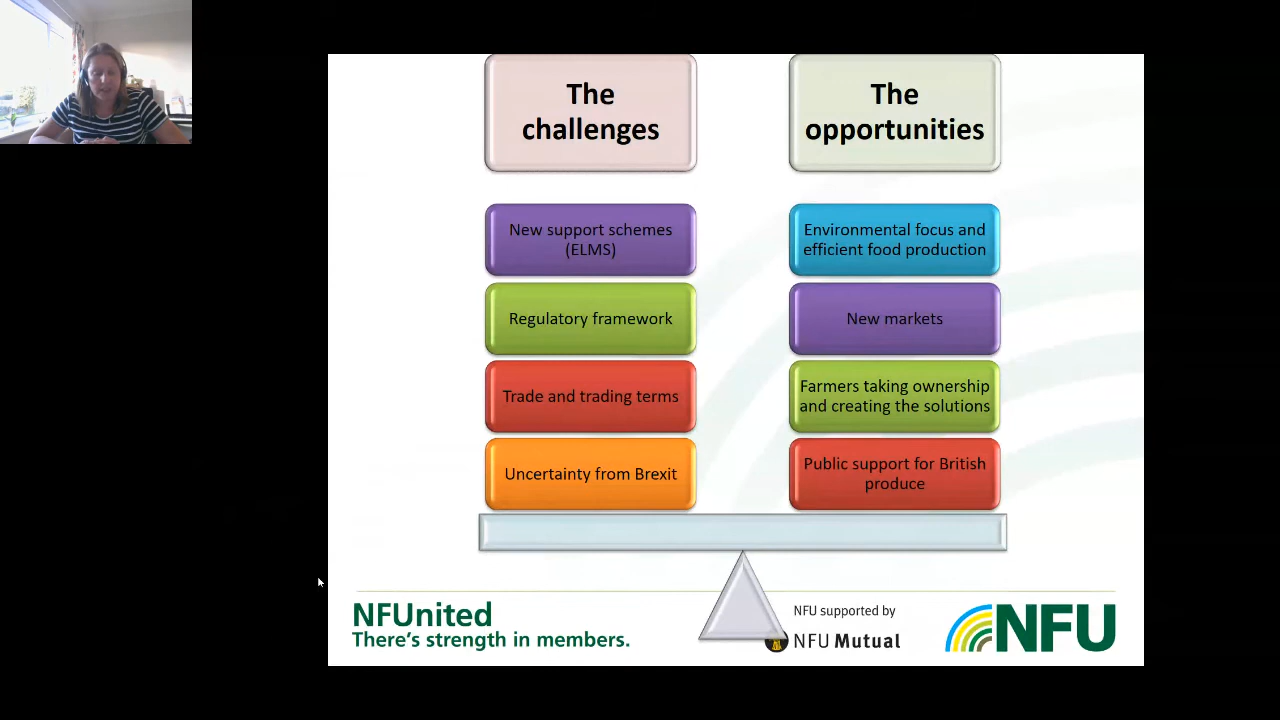 The
challenges
The
opportunities
New support schemes
(ELMS)
Environmental focus and
efficient food production
Regulatory framework
New markets
Trade and trading terms
Farmers taking ownership
and creating the solutions
Uncertainty from Brexit
Public support for British
produce
NFUnited
There's strength in members.
NFU supported by
NFU Mutual
NFU